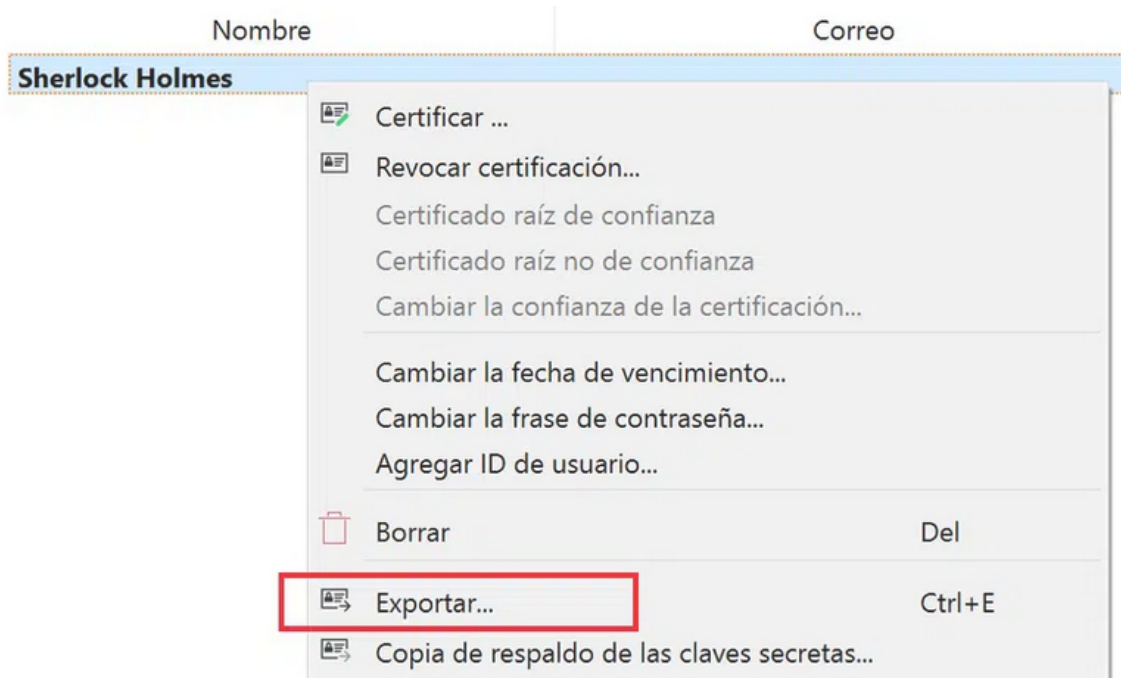 Nombre Correo
Sherlock Holmes
Certificar ...
Revocar certificación...
Certificado raíz de confianza
Certificado raíz no de confianza
Cambiar la confianza de la certificación...
Cambiar la fecha de vencimiento...
Cambiar la frase de contraseña...
Agregar ID de usuario...
Borrar Del
Exportar... Ctrl+E
Copia de respaldo de las claves secretas...